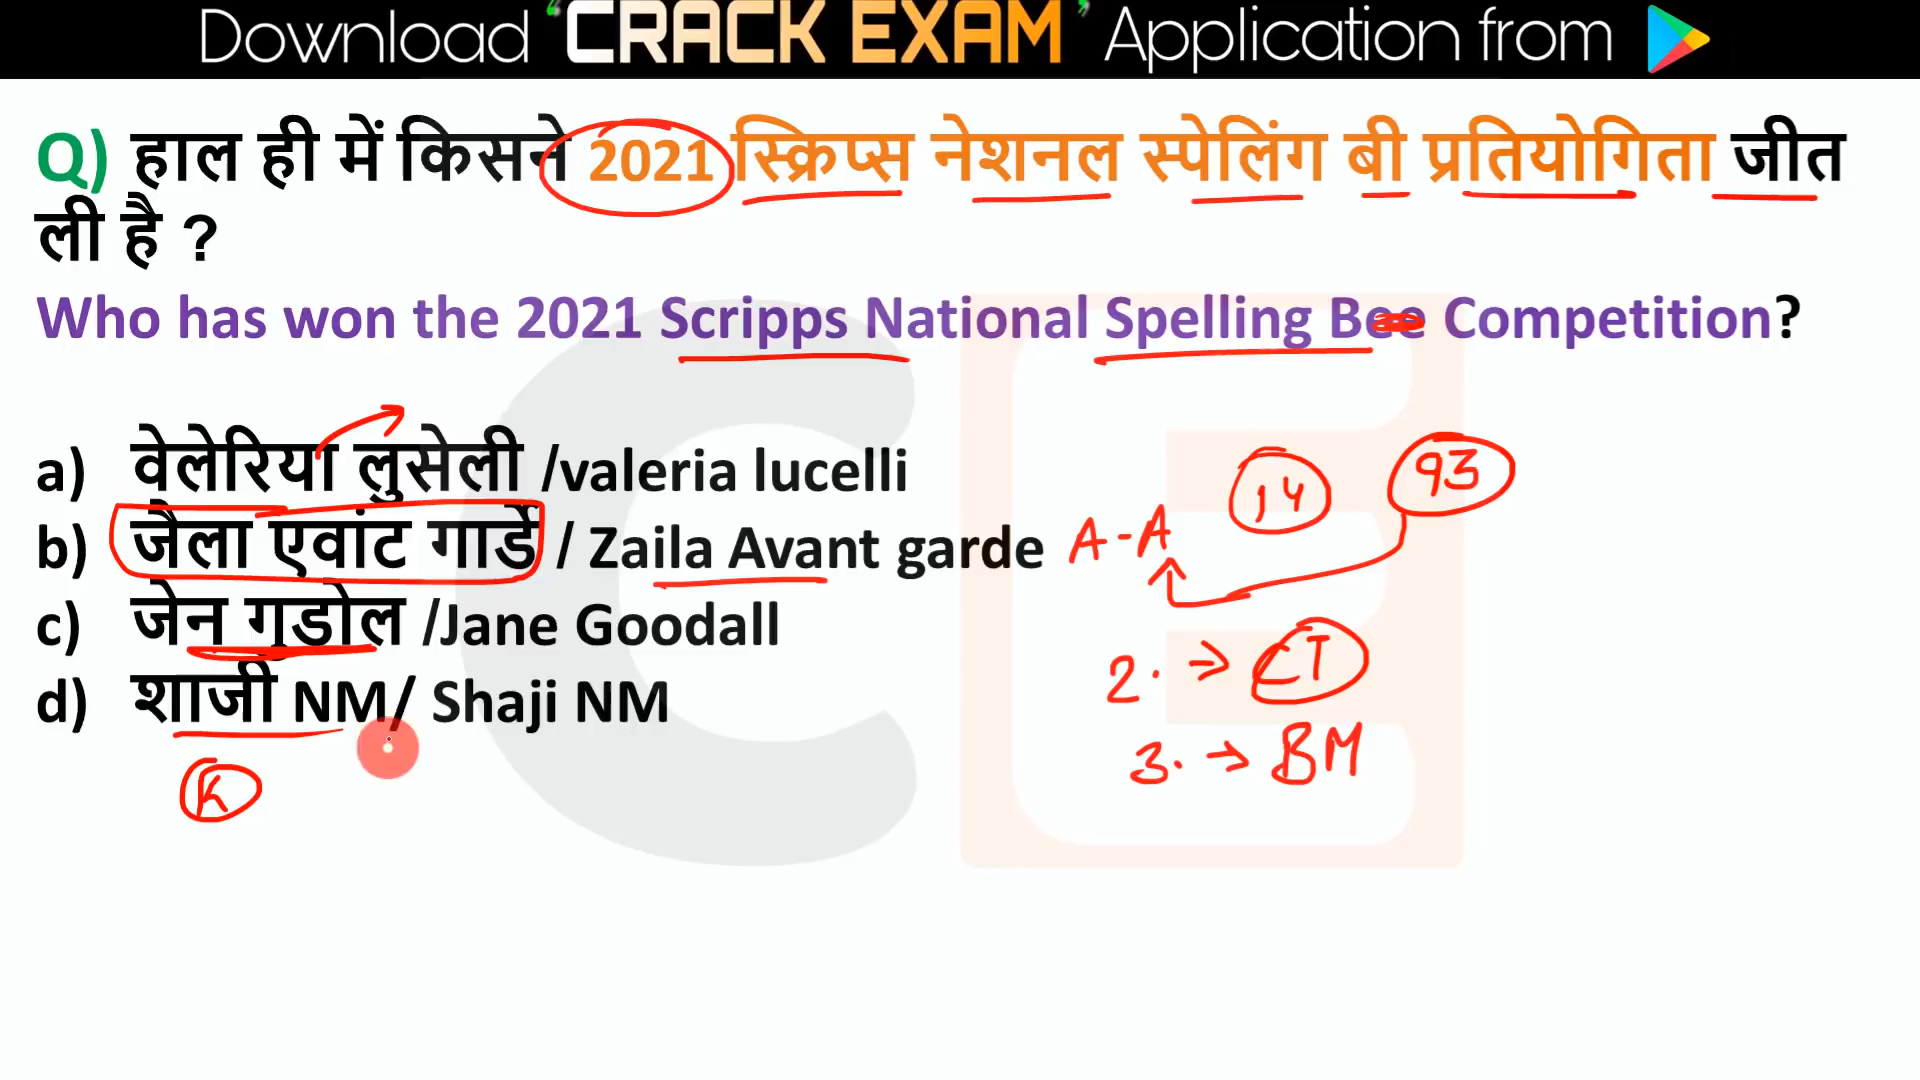 Download ‘CRACK EXAM’ Application from
Q) हाल ही में किसने 2021 स्क्रिप्स नेशनल स्पेलिंग बी प्रतियोगिता जीत
ली है ?
Who has won the 2021 Scripps National Spelling Bee Competition?
a) वेलेरिया लुसेली /valeria lucelli
b) जैला एवांट गार्डे / Zaila Avant garde A-A
14
93
c) जेन गुडोल /Jane Goodall
2. → CT
d) शाजी NM/ Shaji NM
3. → BM
K
CE